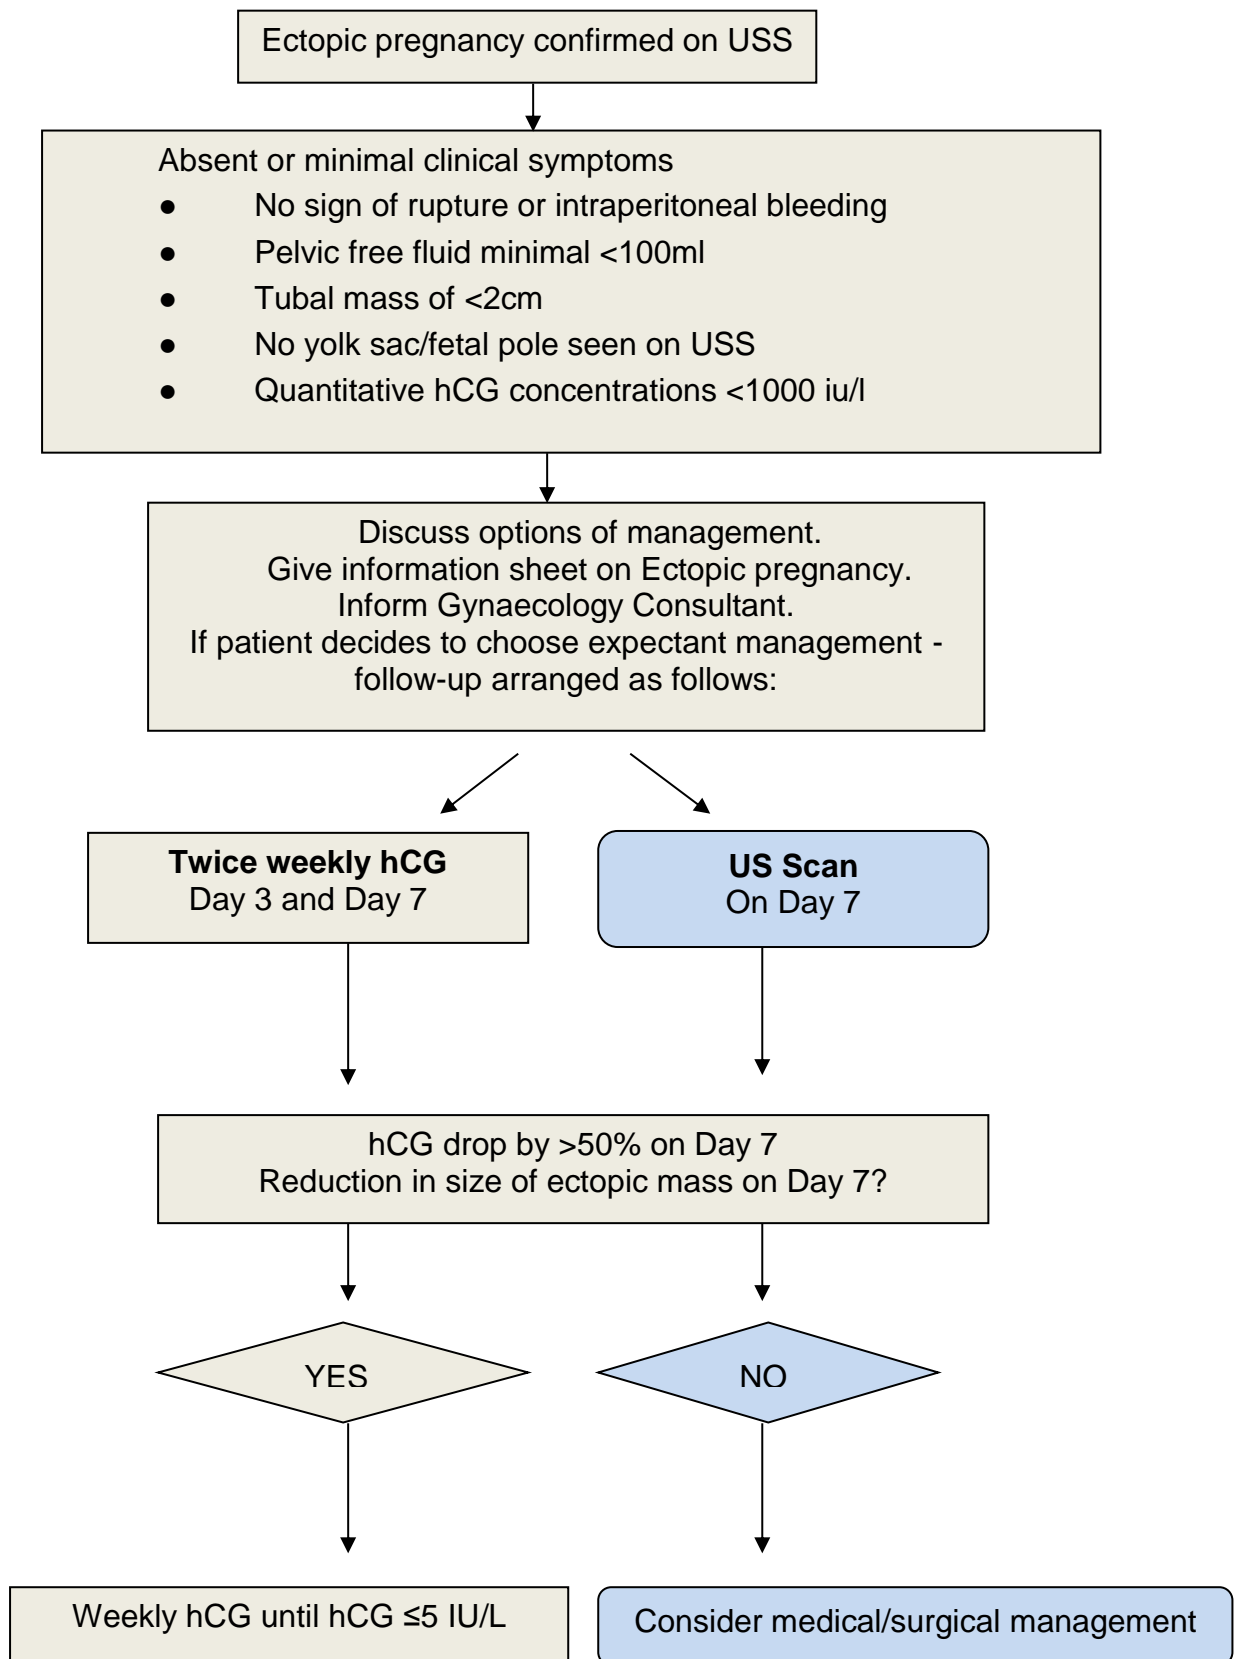 Ectopic pregnancy confirmed on USS
Absent or minimal clinical symptoms
● No sign of rupture or intraperitoneal bleeding
● Pelvic free fluid minimal <100ml
● Tubal mass of <2cm
● No yolk sac/fetal pole seen on USS
● Quantitative hCG concentrations <1000 iu/l
Discuss options of management.
Give information sheet on Ectopic pregnancy.
Inform Gynaecology Consultant.
If patient decides to choose expectant management -
follow-up arranged as follows:
Twice weekly hCG
Day 3 and Day 7
US Scan
On Day 7
hCG drop by >50% on Day 7
Reduction in size of ectopic mass on Day 7?
YES
NO
Weekly hCG until hCG ≤5 IU/L
Consider medical/surgical management